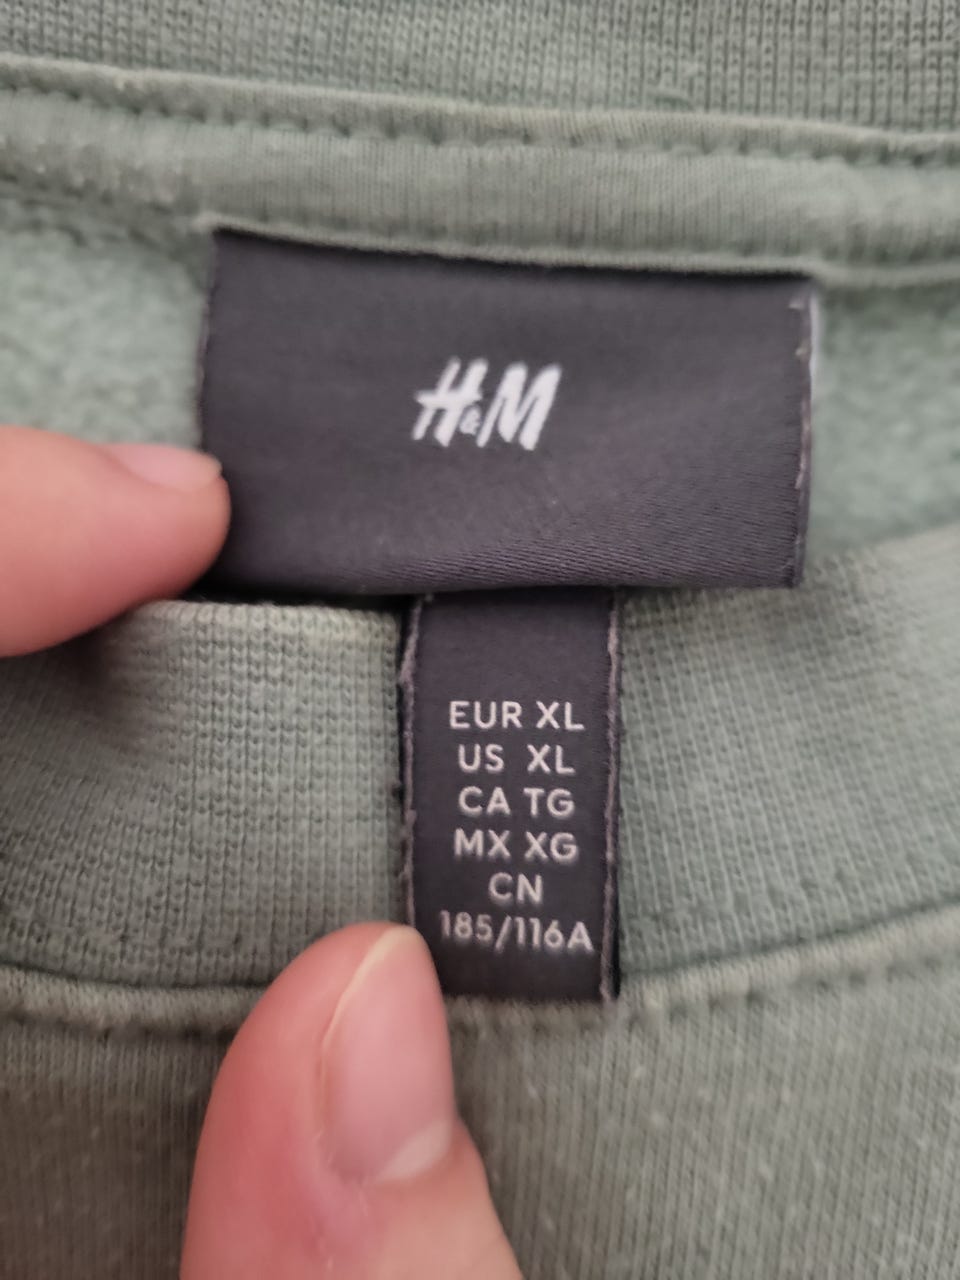 H&M
EUR XL
US XL
CA TG
MX XG
CN
185/116A